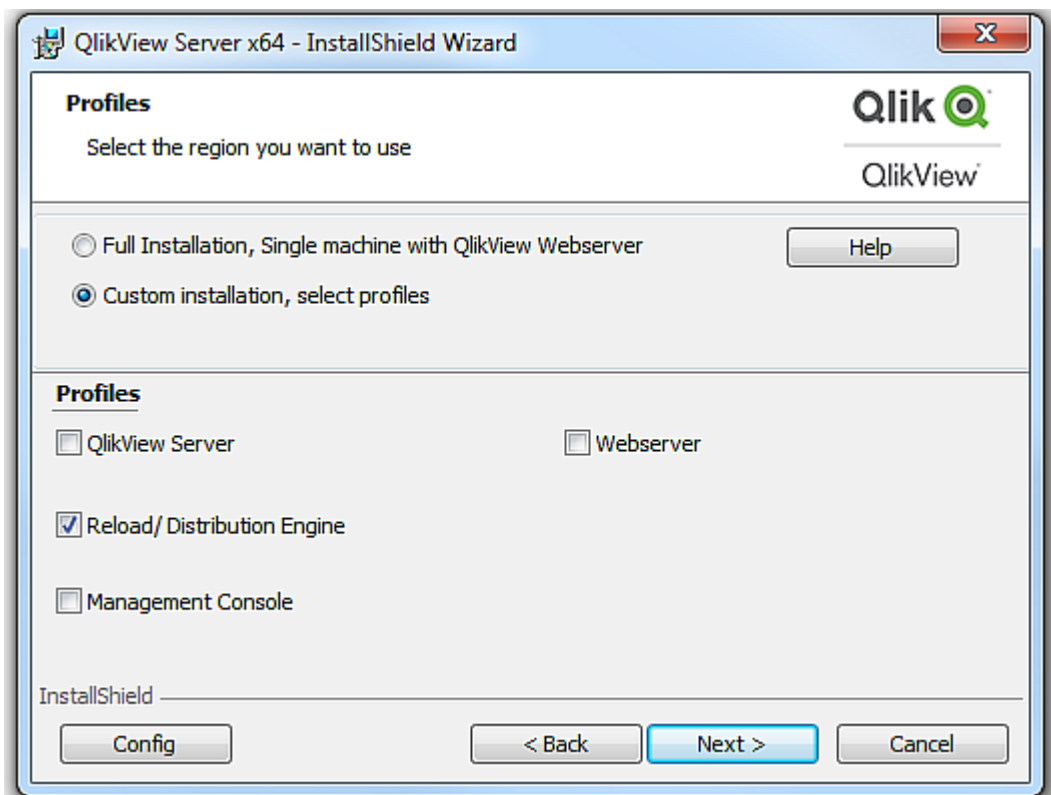 QlikView Server x64 - InstallShield Wizard
Profiles
Select the region you want to use
Qlik
QlikView
Full Installation, Single machine with QlikView Webserver
Help
Custom installation, select profiles
Profiles
QlikView Server
Webserver
Reload/ Distribution Engine
Management Console
InstallShield
Config
< Back
Next >
Cancel